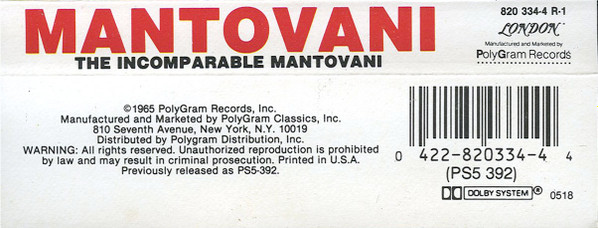 MANTOVANI
THE INCOMPARABLE MANTOVANI
820 334-4 R-1
LONDON
Manufactured and Marketed by
PolyGram Records
©1965 PolyGram Records, Inc.
Manufactured and Marketed by PolyGram Classics, Inc.
810 Seventh Avenue, New York, N.Y. 10019
Distributed by Polygram Distribution, Inc.
WARNING: All rights reserved. Unauthorized reproduction is prohibited
by law and may result in criminal prosecution. Printed in U.S.A.
Previously released as PS5-392.
0 422-820334-4 4
(PS5 392)
DOLBY SYSTEM® 0518